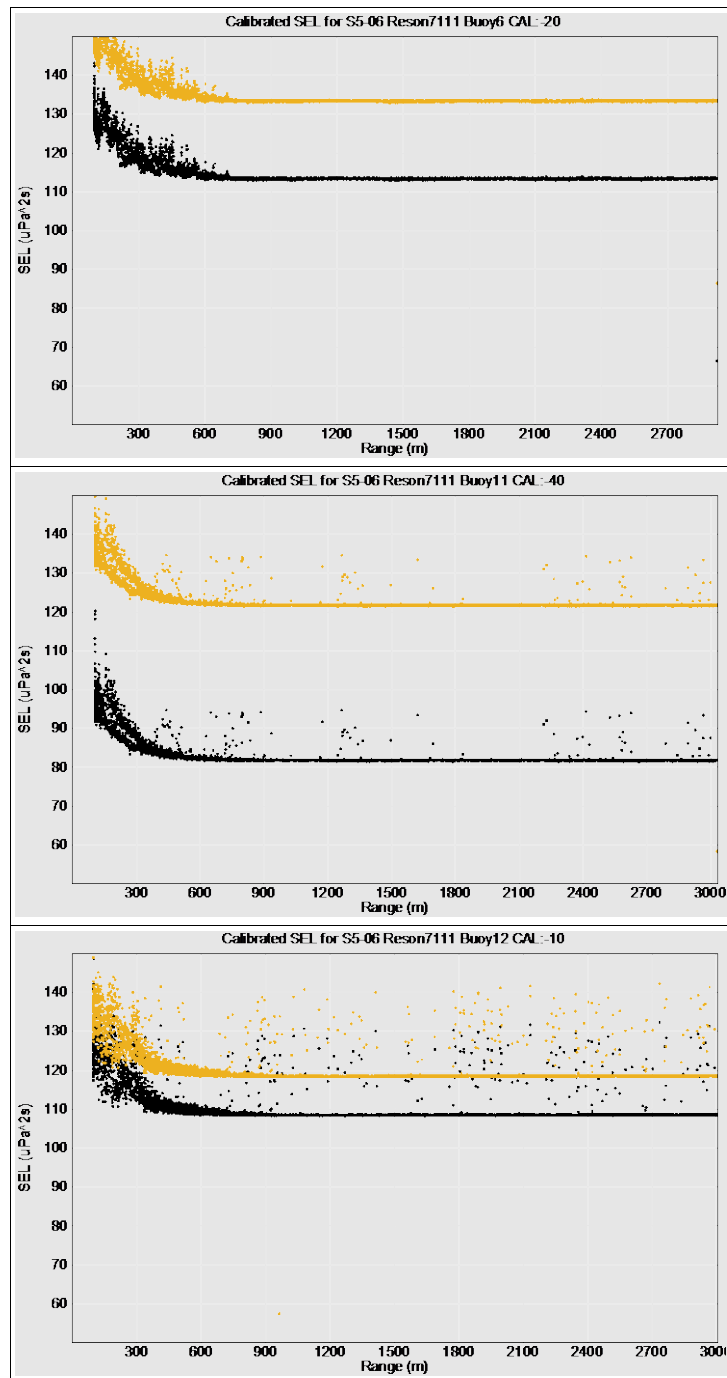 Calibrated SEL for S5-06 Reson7111 Buoy6 CAL:-20
140
130
120
110
100
90
80
70
60
SEL (uPa^2s)
300 600 900 1200 1500 1800 2100 2400 2700
Range (m)
Calibrated SEL for S5-06 Reson7111 Buoy11 CAL:-40
140
130
120
110
100
90
80
70
60
SEL (uPa^2s)
300 600 900 1200 1500 1800 2100 2400 2700 3000
Range (m)
Calibrated SEL for S5-06 Reson7111 Buoy12 CAL:-10
140
130
120
110
100
90
80
70
60
SEL (uPa^2s)
300 600 900 1200 1500 1800 2100 2400 2700 3000
Range (m)